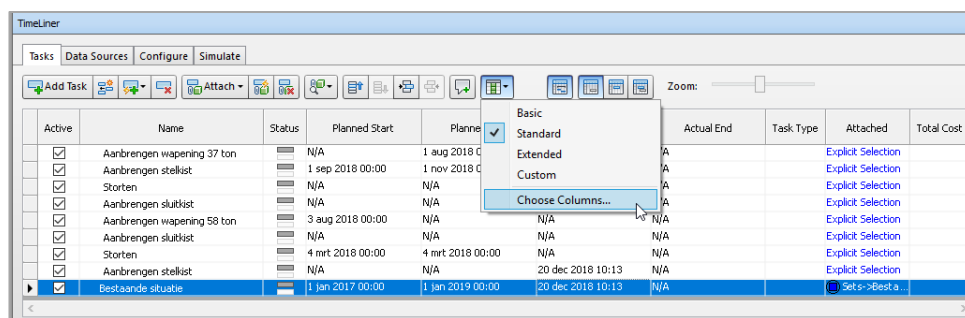 TimeLiner
Tasks Data Sources Configure Simulate
Add Task Attach Zoom:
Basic
Standard
Extended
Custom
Choose Columns...
Active Name Status Planned Start Planne Actual End Task Type Attached Total Cost
Aanbrengen wapening 37 ton N/A 1 aug 2018 0 /A Explicit Selection
Aanbrengen stelkist 1 sep 2018 00:00 1 nov 2018 0 /A Explicit Selection
Storten N/A N/A /A Explicit Selection
Aanbrengen sluitkist N/A N/A /A Explicit Selection
Aanbrengen wapening 58 ton 3 aug 2018 00:00 N/A N/A N/A Explicit Selection
Aanbrengen sluitkist N/A N/A N/A N/A Explicit Selection
Storten 4 mrt 2018 00:00 4 mrt 2018 00:00 N/A N/A Explicit Selection
Aanbrengen stelkist N/A N/A 20 dec 2018 10:13 N/A Explicit Selection
Bestaande situatie 1 jan 2017 00:00 1 jan 2019 00:00 20 dec 2018 10:13 N/A Sets->Besta...